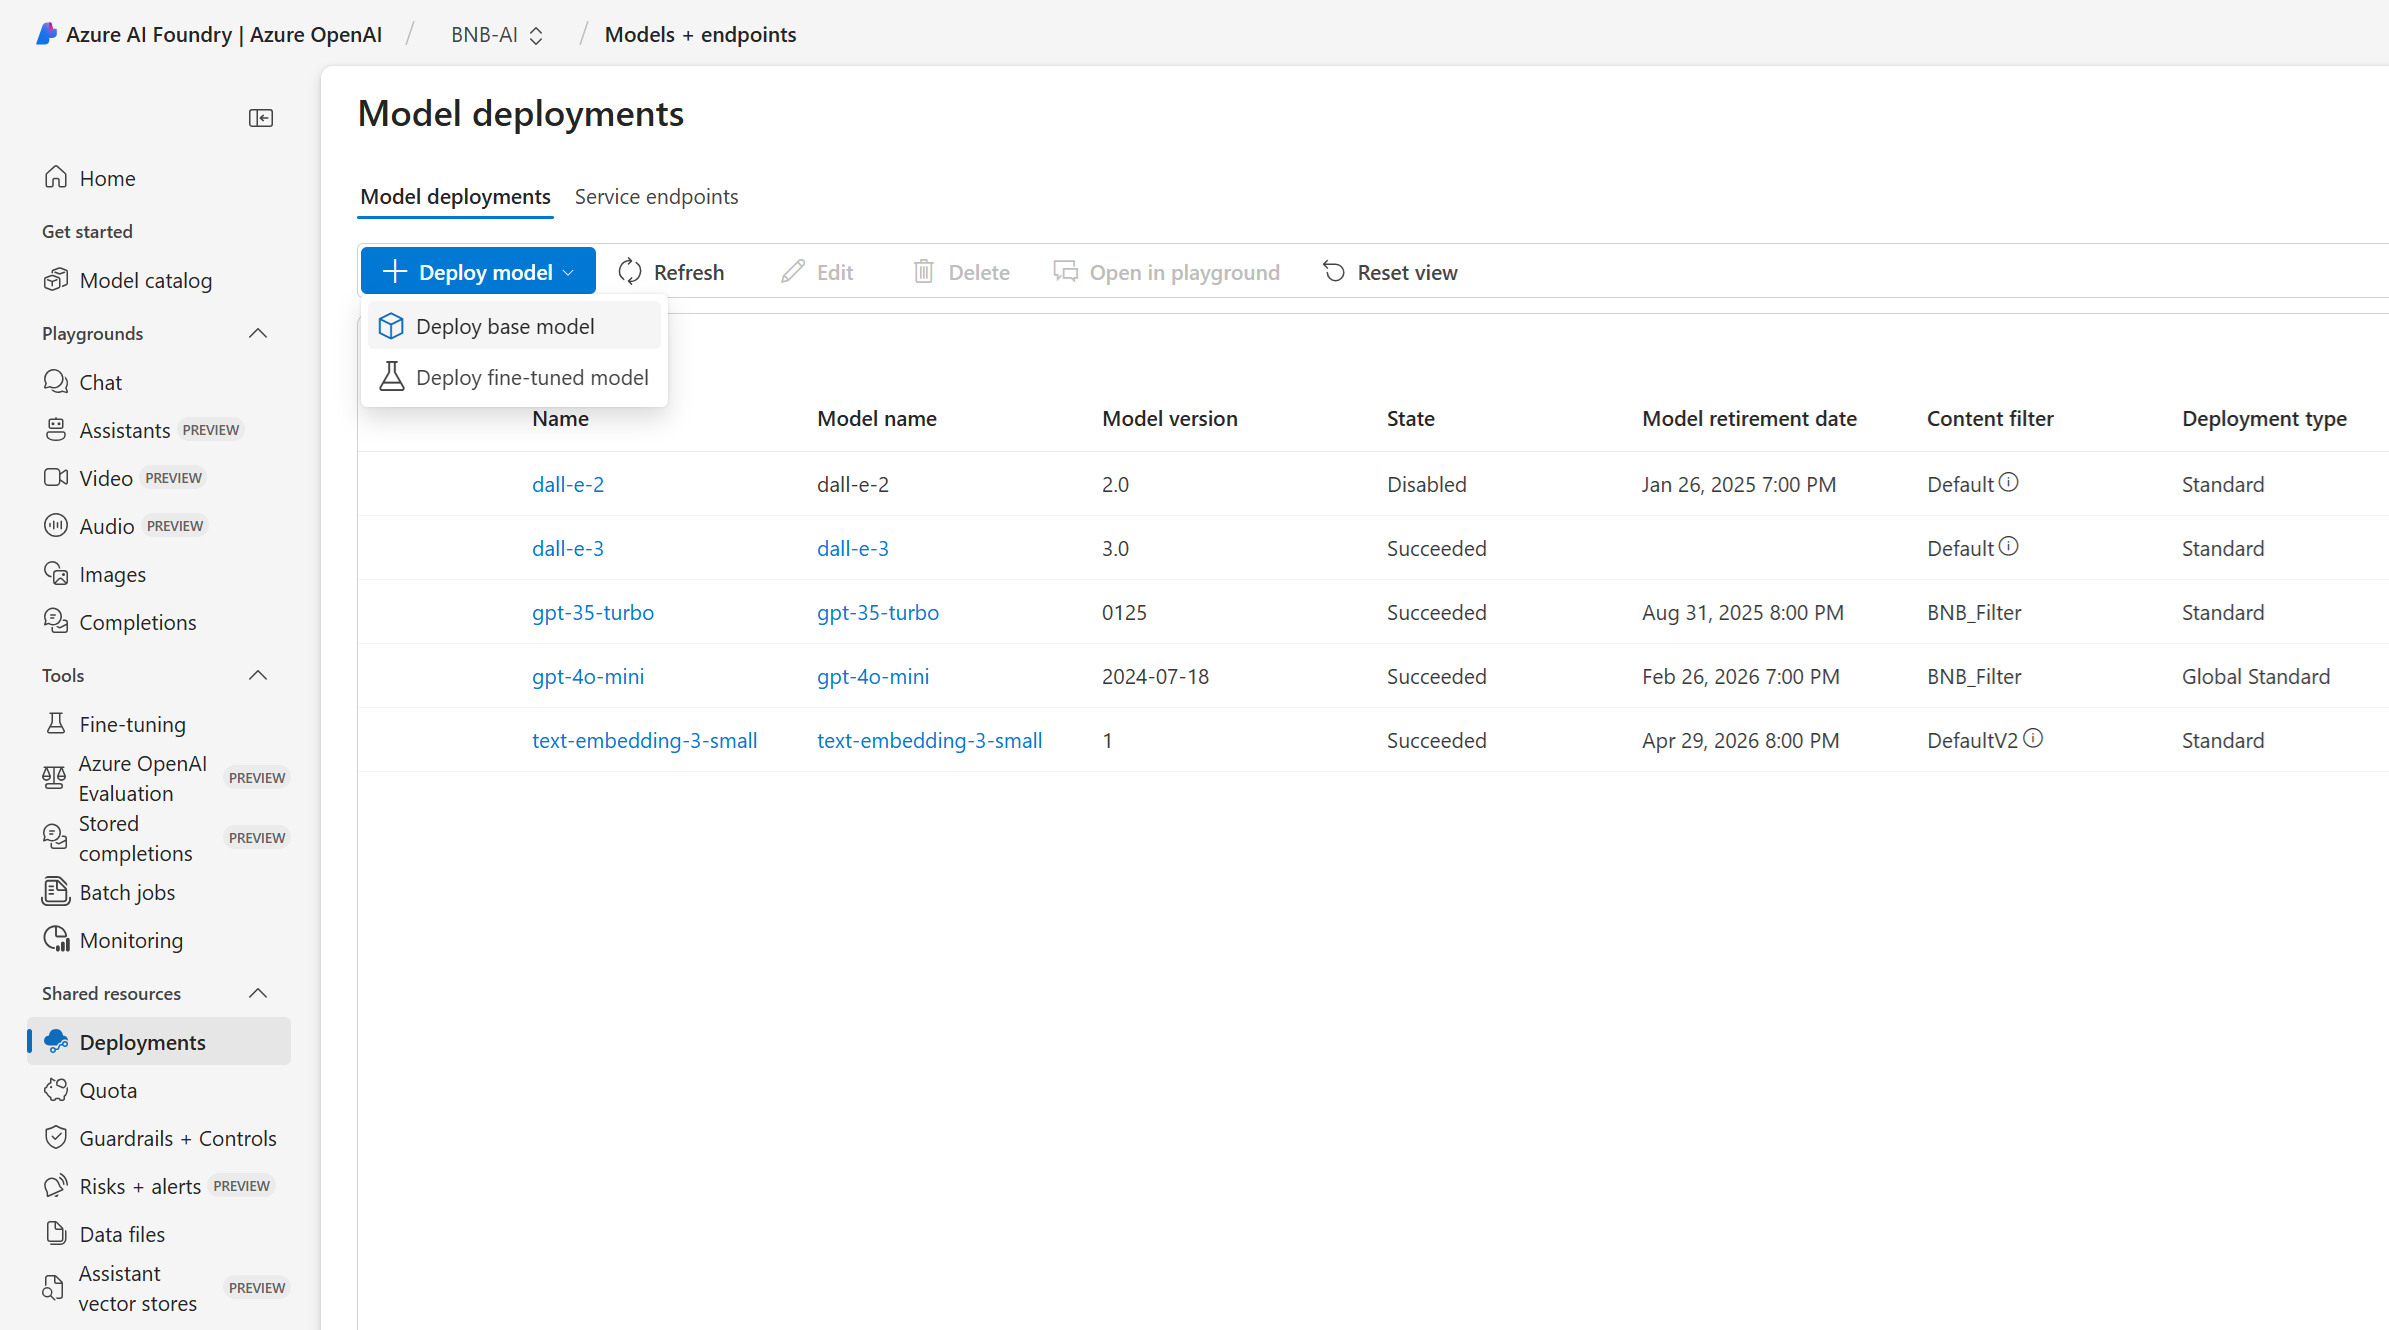 Azure AI Foundry | Azure OpenAI / BNB-AI / Models + endpoints
Home
Get started
Model catalog
Playgrounds
Chat
Assistants PREVIEW
Video PREVIEW
Audio PREVIEW
Images
Completions
Tools
Fine-tuning
Azure OpenAI
Evaluation PREVIEW
Stored
completions PREVIEW
Batch jobs
Monitoring
Shared resources
Deployments
Quota
Guardrails + Controls
Risks + alerts PREVIEW
Data files
Assistant
vector stores PREVIEW
Model deployments
Model deployments Service endpoints
Deploy model Refresh Edit Delete Open in playground Reset view
Deploy base model
Deploy fine-tuned model
Name Model name Model version State Model retirement date Content filter Deployment type
dall-e-2 dall-e-2 2.0 Disabled Jan 26, 2025 7:00 PM Default Standard
dall-e-3 dall-e-3 3.0 Succeeded Default Standard
gpt-35-turbo gpt-35-turbo 0125 Succeeded Aug 31, 2025 8:00 PM BNB_Filter Standard
gpt-4o-mini gpt-4o-mini 2024-07-18 Succeeded Feb 26, 2026 7:00 PM BNB_Filter Global Standard
text-embedding-3-small text-embedding-3-small 1 Succeeded Apr 29, 2026 8:00 PM DefaultV2 Standard